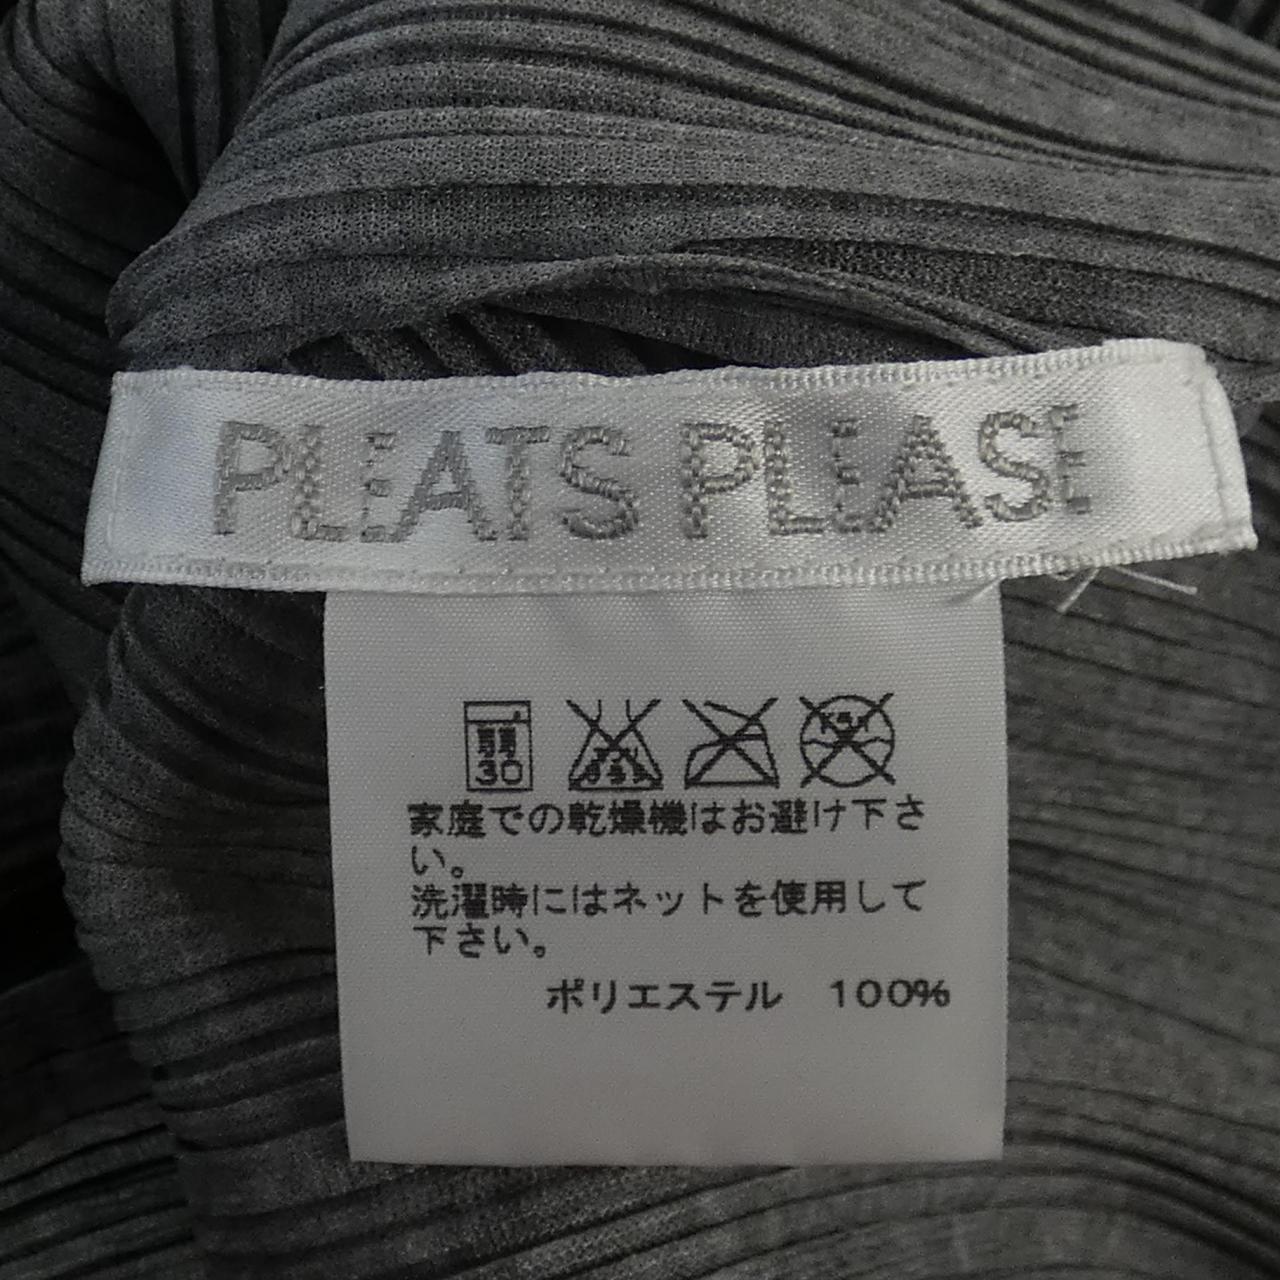 PLEATS PLEASE
弱
30
家庭での乾燥機はお避け下さ
い。
洗濯時にはネットを使用して
下さい。
ポリエステル 100%